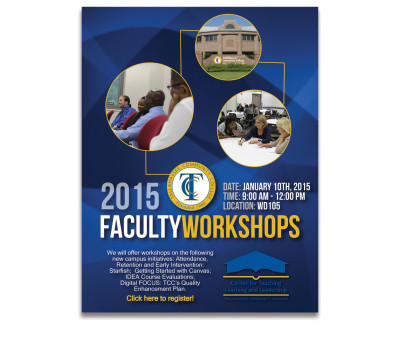 2015
DATE: JANUARY 10TH, 2015
TIME: 9:00 AM - 12:00 PM
LOCATION: WD105
FACULTYWORKSHOPS
We will offer workshops on the following
new campus initiatives: Attendance,
Retention and Early Intervention:
Starfish; Getting Started with Canvas;
IDEA Course Evaluations;
Digital FOCUS: TCC's Quality
Enhancement Plan.
Click here to register!
Center for Teaching
Learning and Leadership